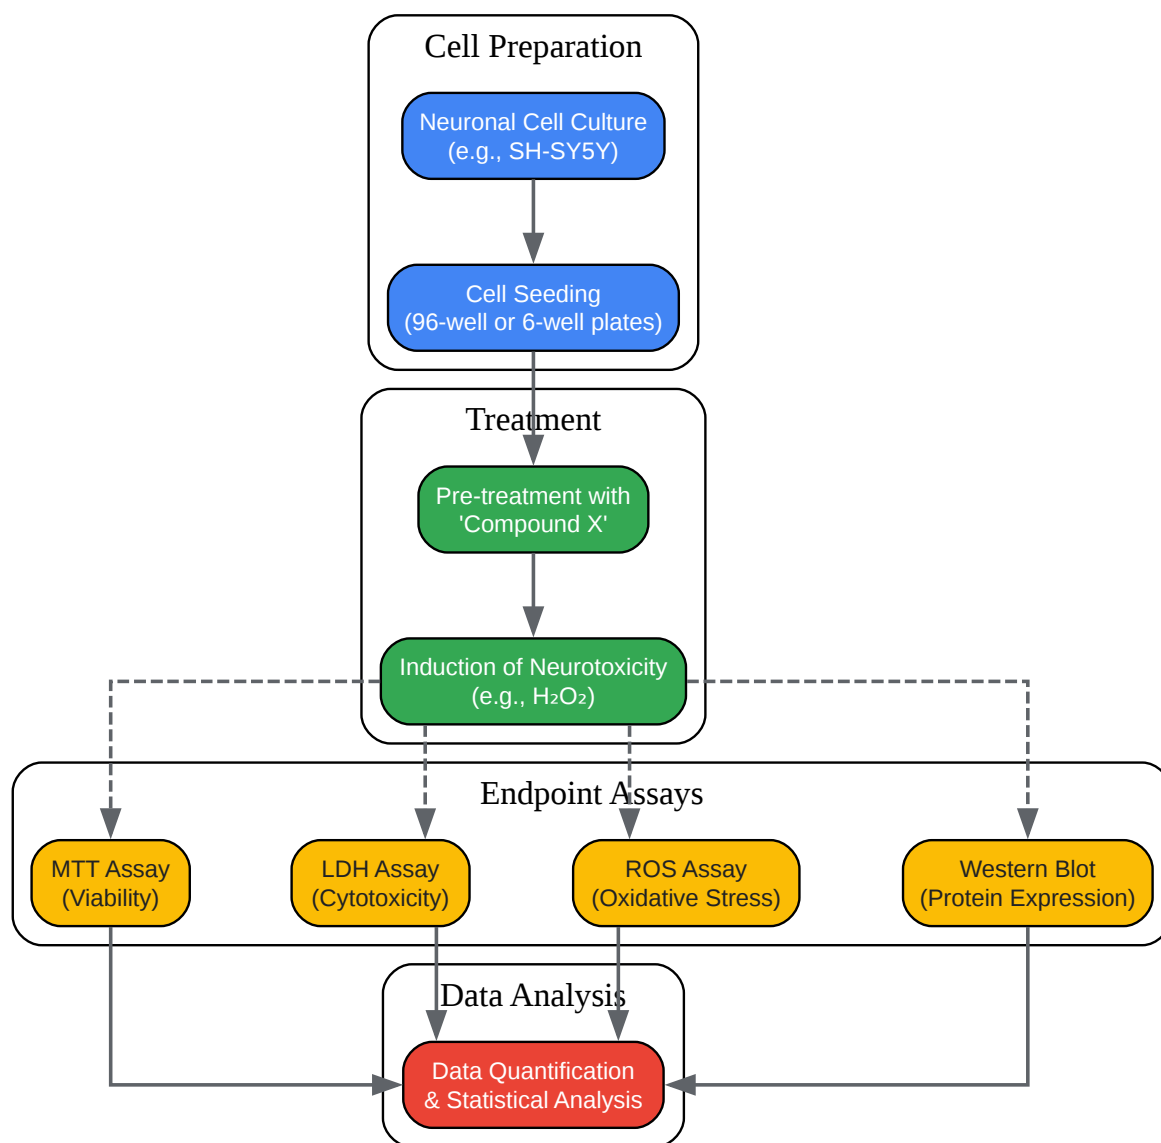 Cell Preparation
Neuronal Cell Culture
(e.g., SH-SY5Y)
Cell Seeding
(96-well or 6-well plates)
Treatment
Pre-treatment with
'Compound X'
Induction of Neurotoxicity
(e.g., H₂O₂)
Endpoint Assays
MTT Assay
(Viability)
LDH Assay
(Cytotoxicity)
ROS Assay
(Oxidative Stress)
Western Blot
(Protein Expression)
Data Analysis
Data Quantification
& Statistical Analysis